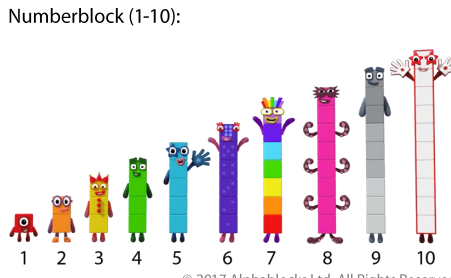 Numberblock (1-10):
1 2 3 4 5 6 7 8 9 10
© 2017 Alphablocks Ltd. All Rights Reserved